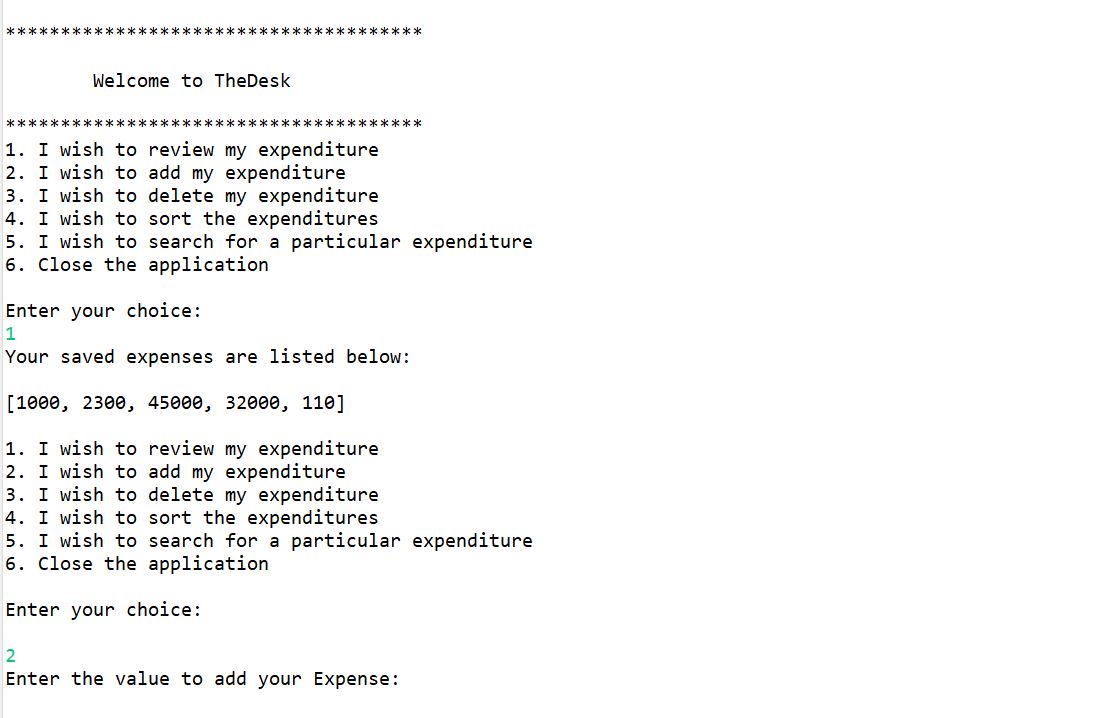 **************************************
Welcome to TheDesk
**************************************
1. I wish to review my expenditure
2. I wish to add my expenditure
3. I wish to delete my expenditure
4. I wish to sort the expenditures
5. I wish to search for a particular expenditure
6. Close the application
Enter your choice:
1
Your saved expenses are listed below:
[1000, 2300, 45000, 32000, 110]
1. I wish to review my expenditure
2. I wish to add my expenditure
3. I wish to delete my expenditure
4. I wish to sort the expenditures
5. I wish to search for a particular expenditure
6. Close the application
Enter your choice:
2
Enter the value to add your Expense: